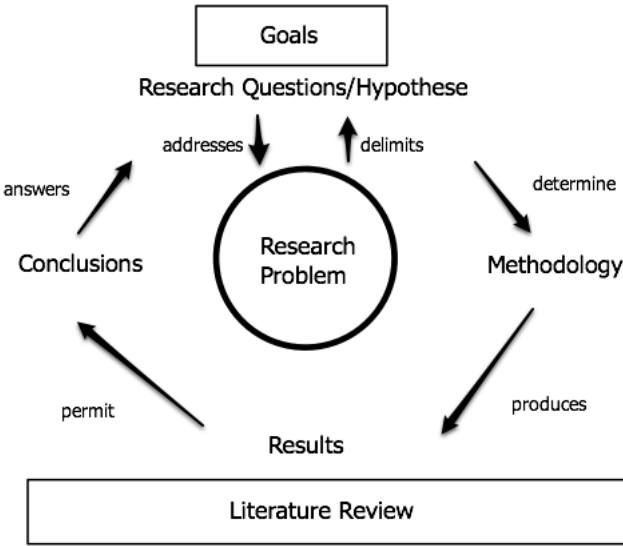 Goals
Research Questions/Hypothese
addresses
delimits
answers
determine
Research
Problem
Conclusions
Methodology
permit
produces
Results
Literature Review